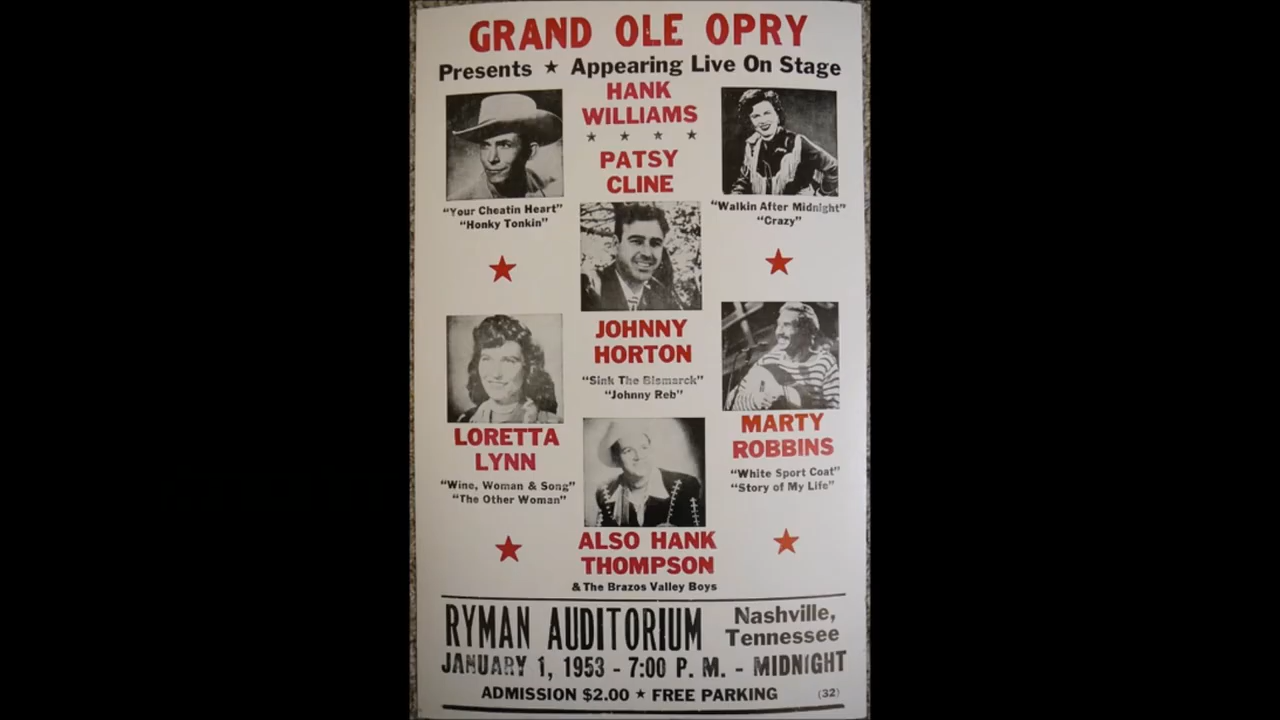 GRAND OLE OPRY
Presents ★ Appearing Live On Stage
HANK
WILLIAMS
★ ★ ★ ★
PATSY
CLINE
"Your Cheatin Heart"
"Honky Tonkin"
"Walkin After Midnight"
"Crazy"
JOHNNY
HORTON
"Sink The Bismarck"
"Johnny Reb"
LORETTA
LYNN
"Wine, Woman & Song"
"The Other Woman"
MARTY
ROBBINS
"White Sport Coat"
"Story of My Life"
ALSO HANK
THOMPSON
& The Brazos Valley Boys
RYMAN AUDITORIUM
Nashville,
Tennessee
JANUARY 1, 1953 - 7:00 P. M. - MIDNIGHT
ADMISSION $2.00 ★ FREE PARKING (32)